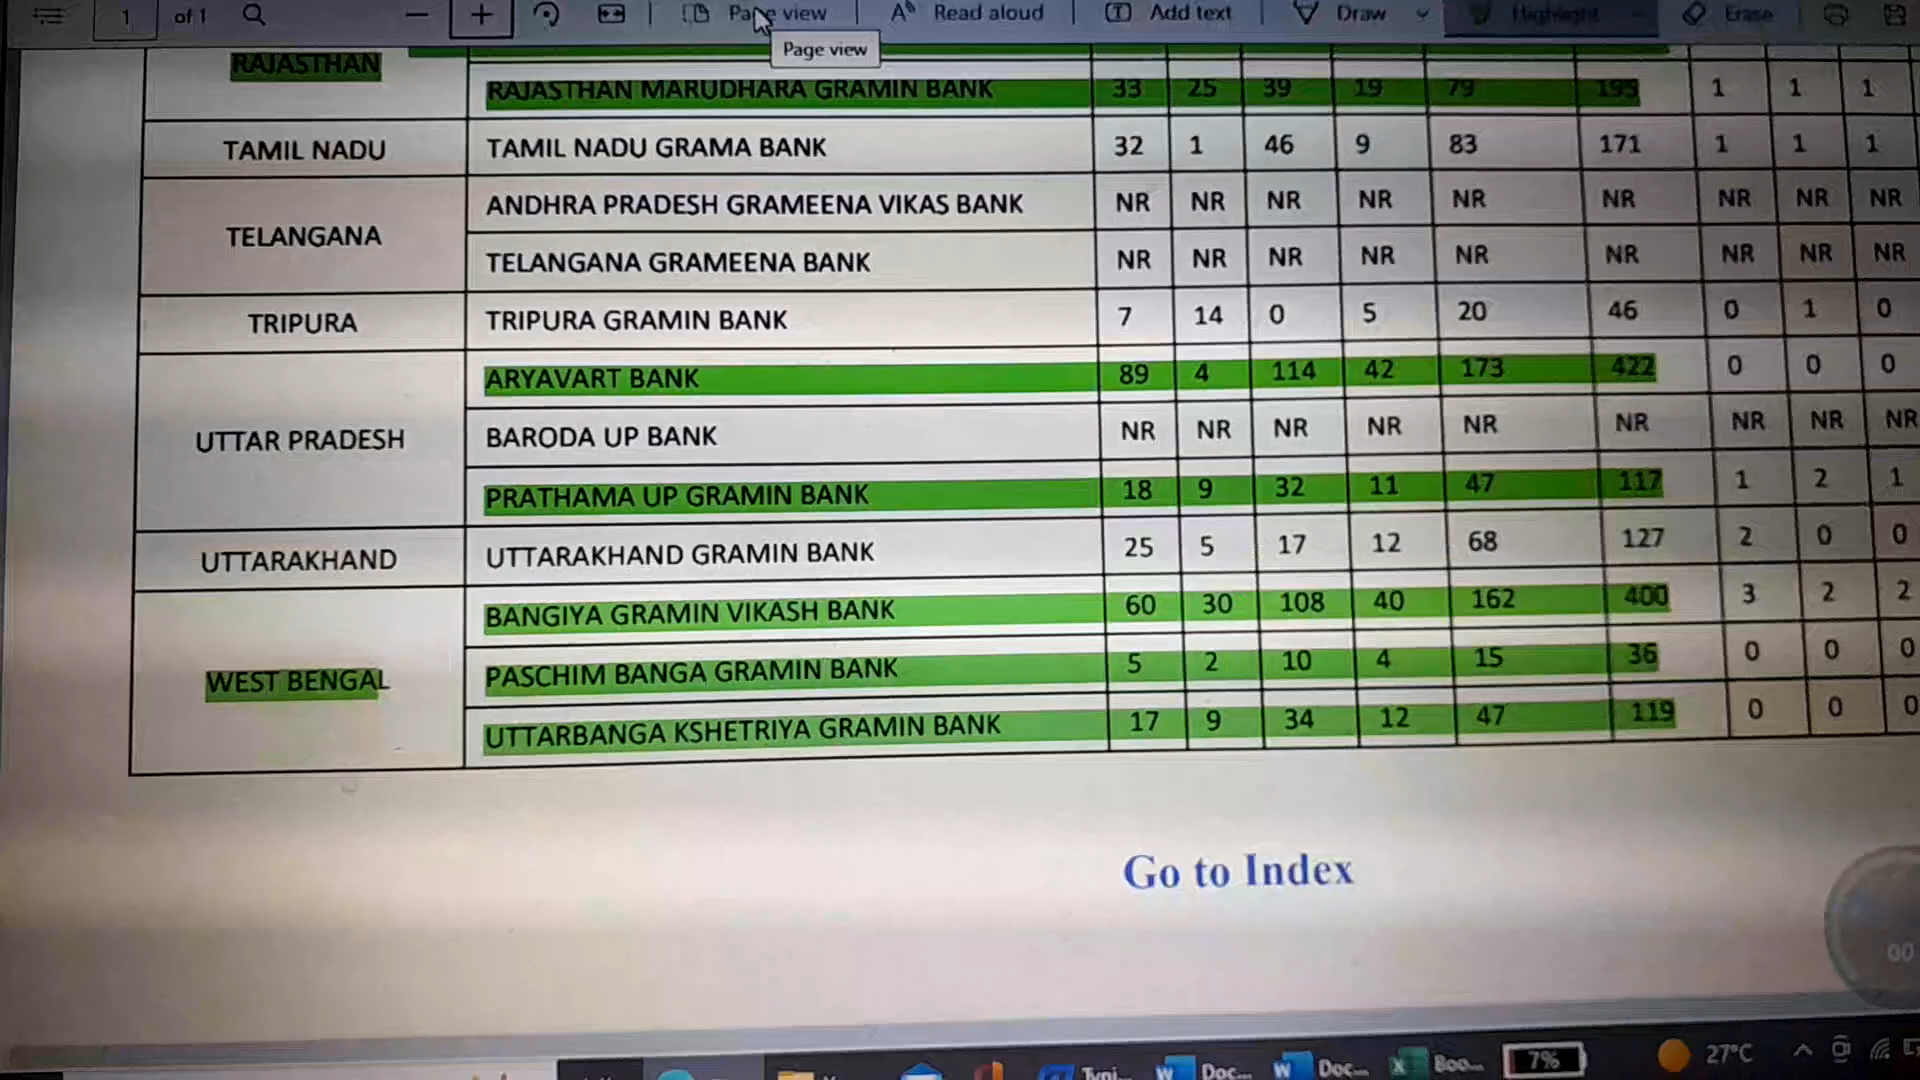 1 of 1 Page view A Read aloud T Add text Draw Highlight Erase
Page view
RAJASTHAN
RAJASTHAN MARUDHARA GRAMIN BANK 33 25 39 19 79 195 1 1 1
TAMIL NADU TAMIL NADU GRAMA BANK 32 1 46 9 83 171 1 1 1
TELANGANA
ANDHRA PRADESH GRAMEENA VIKAS BANK NR NR NR NR NR NR NR NR NR
TELANGANA GRAMEENA BANK NR NR NR NR NR NR NR NR NR
TRIPURA TRIPURA GRAMIN BANK 7 14 0 5 20 46 0 1 0
UTTAR PRADESH
ARYAVART BANK 89 4 114 42 173 422 0 0 0
BARODA UP BANK NR NR NR NR NR NR NR NR NR
PRATHAMA UP GRAMIN BANK 18 9 32 11 47 117 1 2 1
UTTARAKHAND UTTARAKHAND GRAMIN BANK 25 5 17 12 68 127 2 0 0
WEST BENGAL
BANGIYA GRAMIN VIKASH BANK 60 30 108 40 162 400 3 2 2
PASCHIM BANGA GRAMIN BANK 5 2 10 4 15 36 0 0 0
UTTARBANGA KSHETRIYA GRAMIN BANK 17 9 34 12 47 119 0 0 0
Go to Index
00
Typi... Doc... Doc... Boo... 7% 27°C